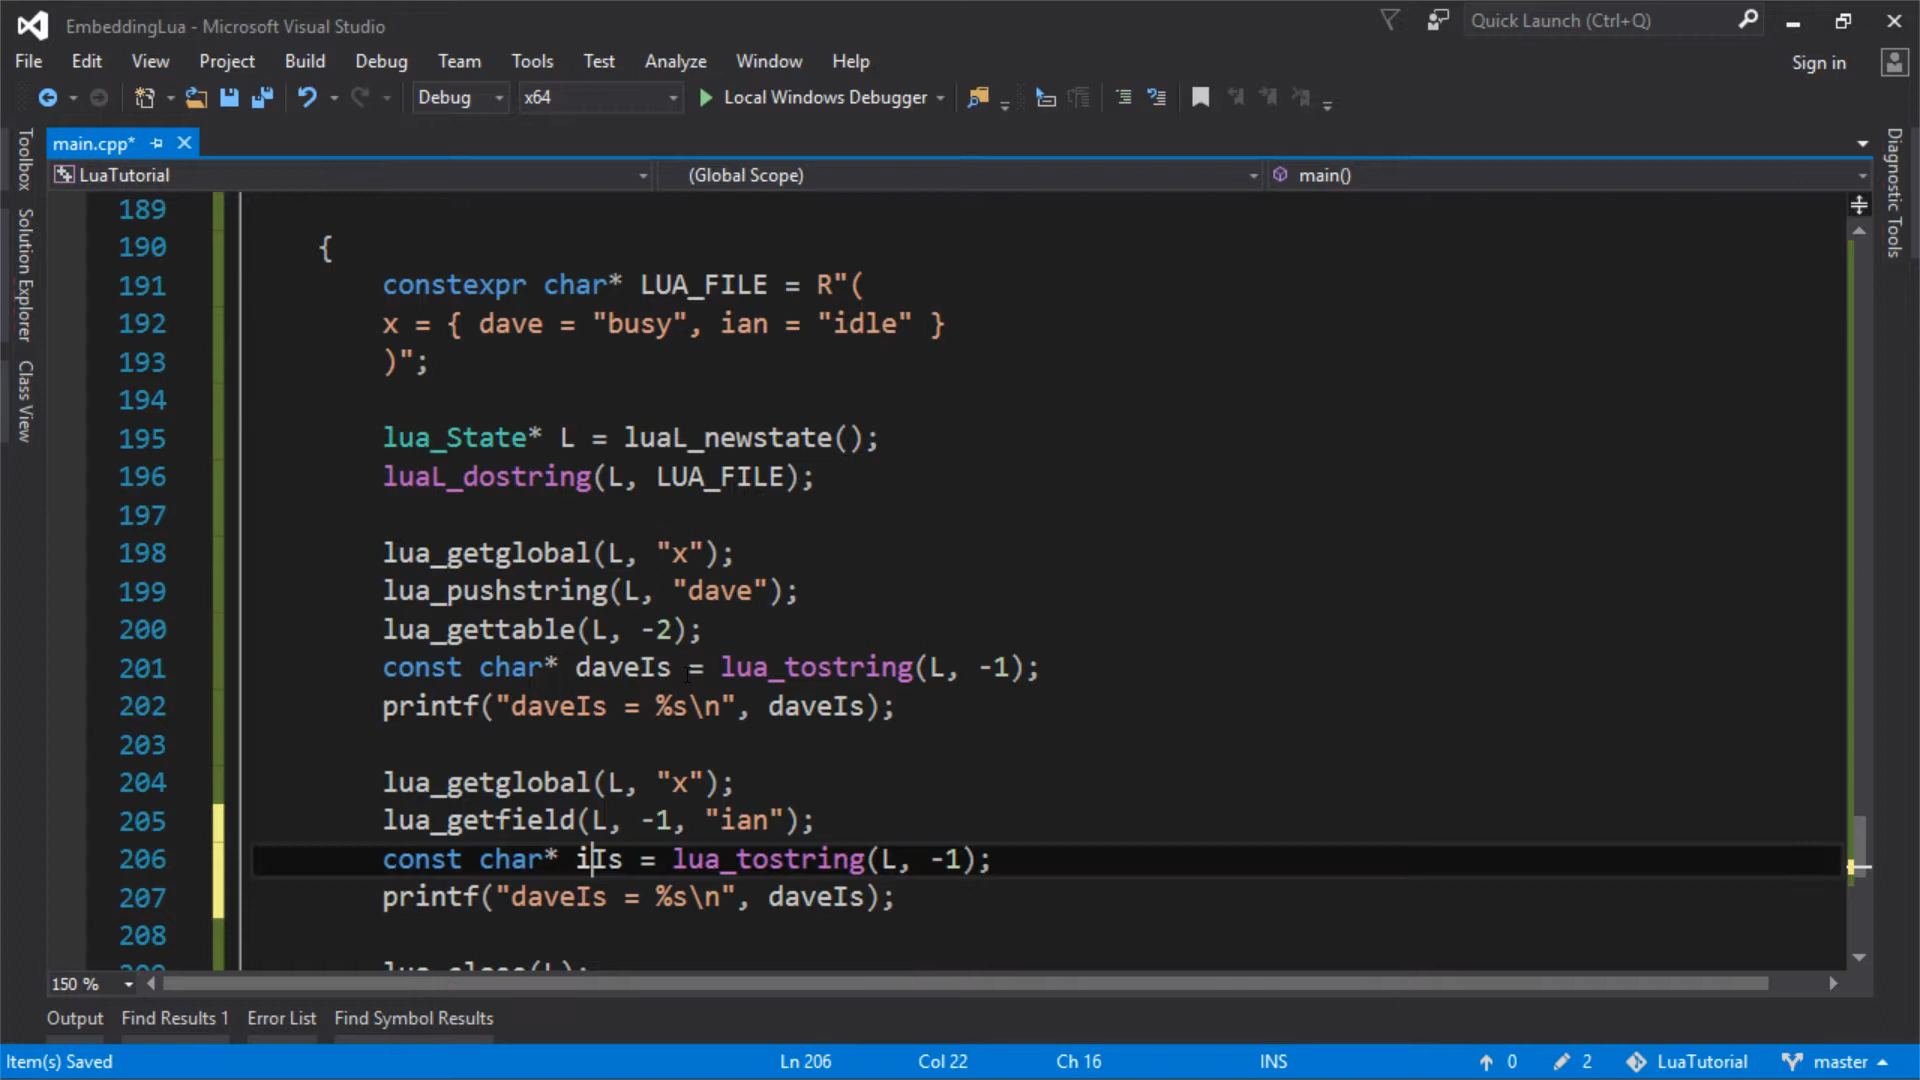 EmbeddingLua - Microsoft Visual Studio
Quick Launch (Ctrl+Q)
File Edit View Project Build Debug Team Tools Test Analyze Window Help
Sign in
Debug x64 Local Windows Debugger
main.cpp*
LuaTutorial (Global Scope) main()
Toolbox
Solution Explorer
Class View
Diagnostic Tools
189
190 {
191 constexpr char* LUA_FILE = R"(
192 x = { dave = "busy", ian = "idle" }
193 )";
194
195 lua_State* L = luaL_newstate();
196 luaL_dostring(L, LUA_FILE);
197
198 lua_getglobal(L, "x");
199 lua_pushstring(L, "dave");
200 lua_gettable(L, -2);
201 const char* daveIs = lua_tostring(L, -1);
202 printf("daveIs = %s\n", daveIs);
203
204 lua_getglobal(L, "x");
205 lua_getfield(L, -1, "ian");
206 const char* iIs = lua_tostring(L, -1);
207 printf("daveIs = %s\n", daveIs);
208
209 lua_close(L);
150 %
Output Find Results 1 Error List Find Symbol Results
Item(s) Saved Ln 206 Col 22 Ch 16 INS 0 2 LuaTutorial master